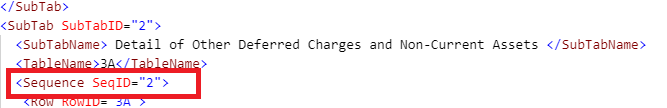 </SubTab>
<SubTab SubTabID="2">
<SubTabName> Detail of Other Deferred Charges and Non-Current Assets </SubTabName>
<TableName>3A</TableName>
<Sequence SeqID="2">
<Row RowID="3A">